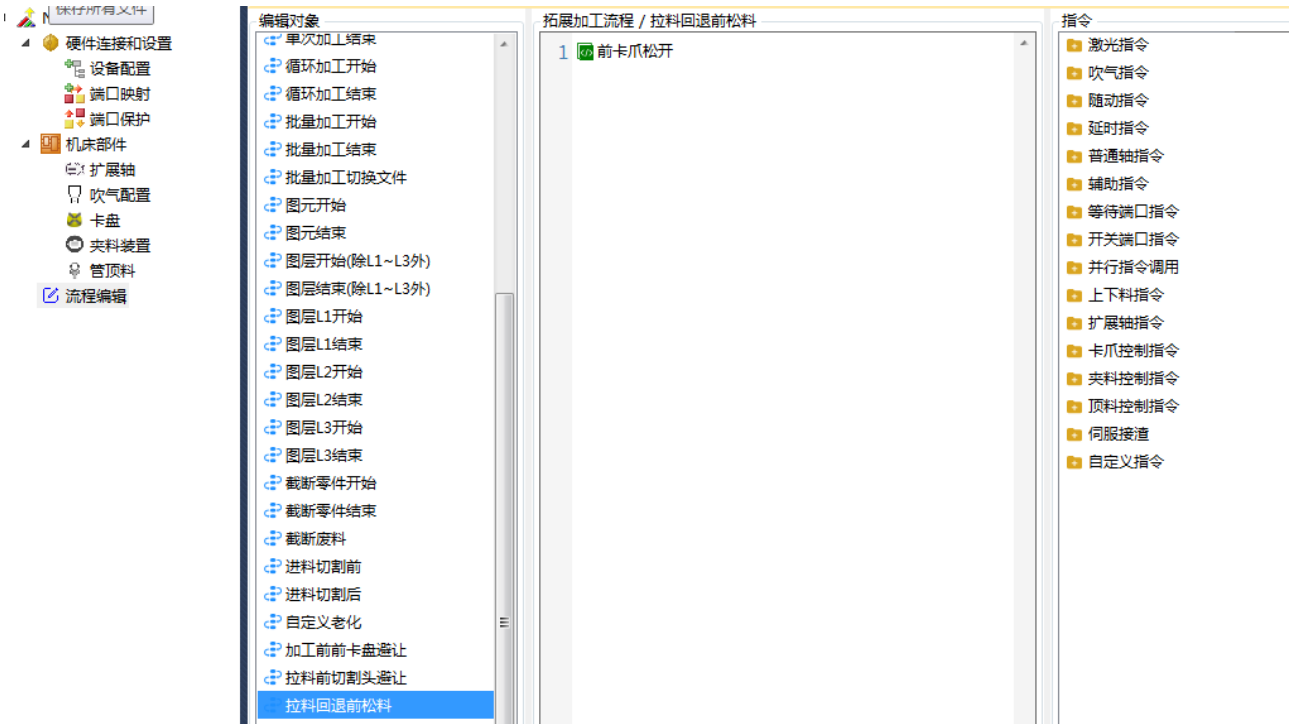 保存所有文件
硬件连接和设置
设备配置
端口映射
端口保护
机床部件
扩展轴
吹气配置
卡盘
夹料装置
管顶料
流程编辑
编辑对象
单次加工结束
循环加工开始
循环加工结束
批量加工开始
批量加工结束
批量加工切换文件
图元开始
图元结束
图层开始(除L1~L3外)
图层结束(除L1~L3外)
图层L1开始
图层L1结束
图层L2开始
图层L2结束
图层L3开始
图层L3结束
截断零件开始
截断零件结束
截断废料
进料切割前
进料切割后
自定义老化
加工前前卡盘避让
拉料前切割头避让
拉料回退前松料
拓展加工流程 / 拉料回退前松料
1 前卡爪松开
指令
激光指令
吹气指令
随动指令
延时指令
普通轴指令
辅助指令
等待端口指令
开关端口指令
并行指令调用
上下料指令
扩展轴指令
卡爪控制指令
夹料控制指令
顶料控制指令
伺服接渣
自定义指令